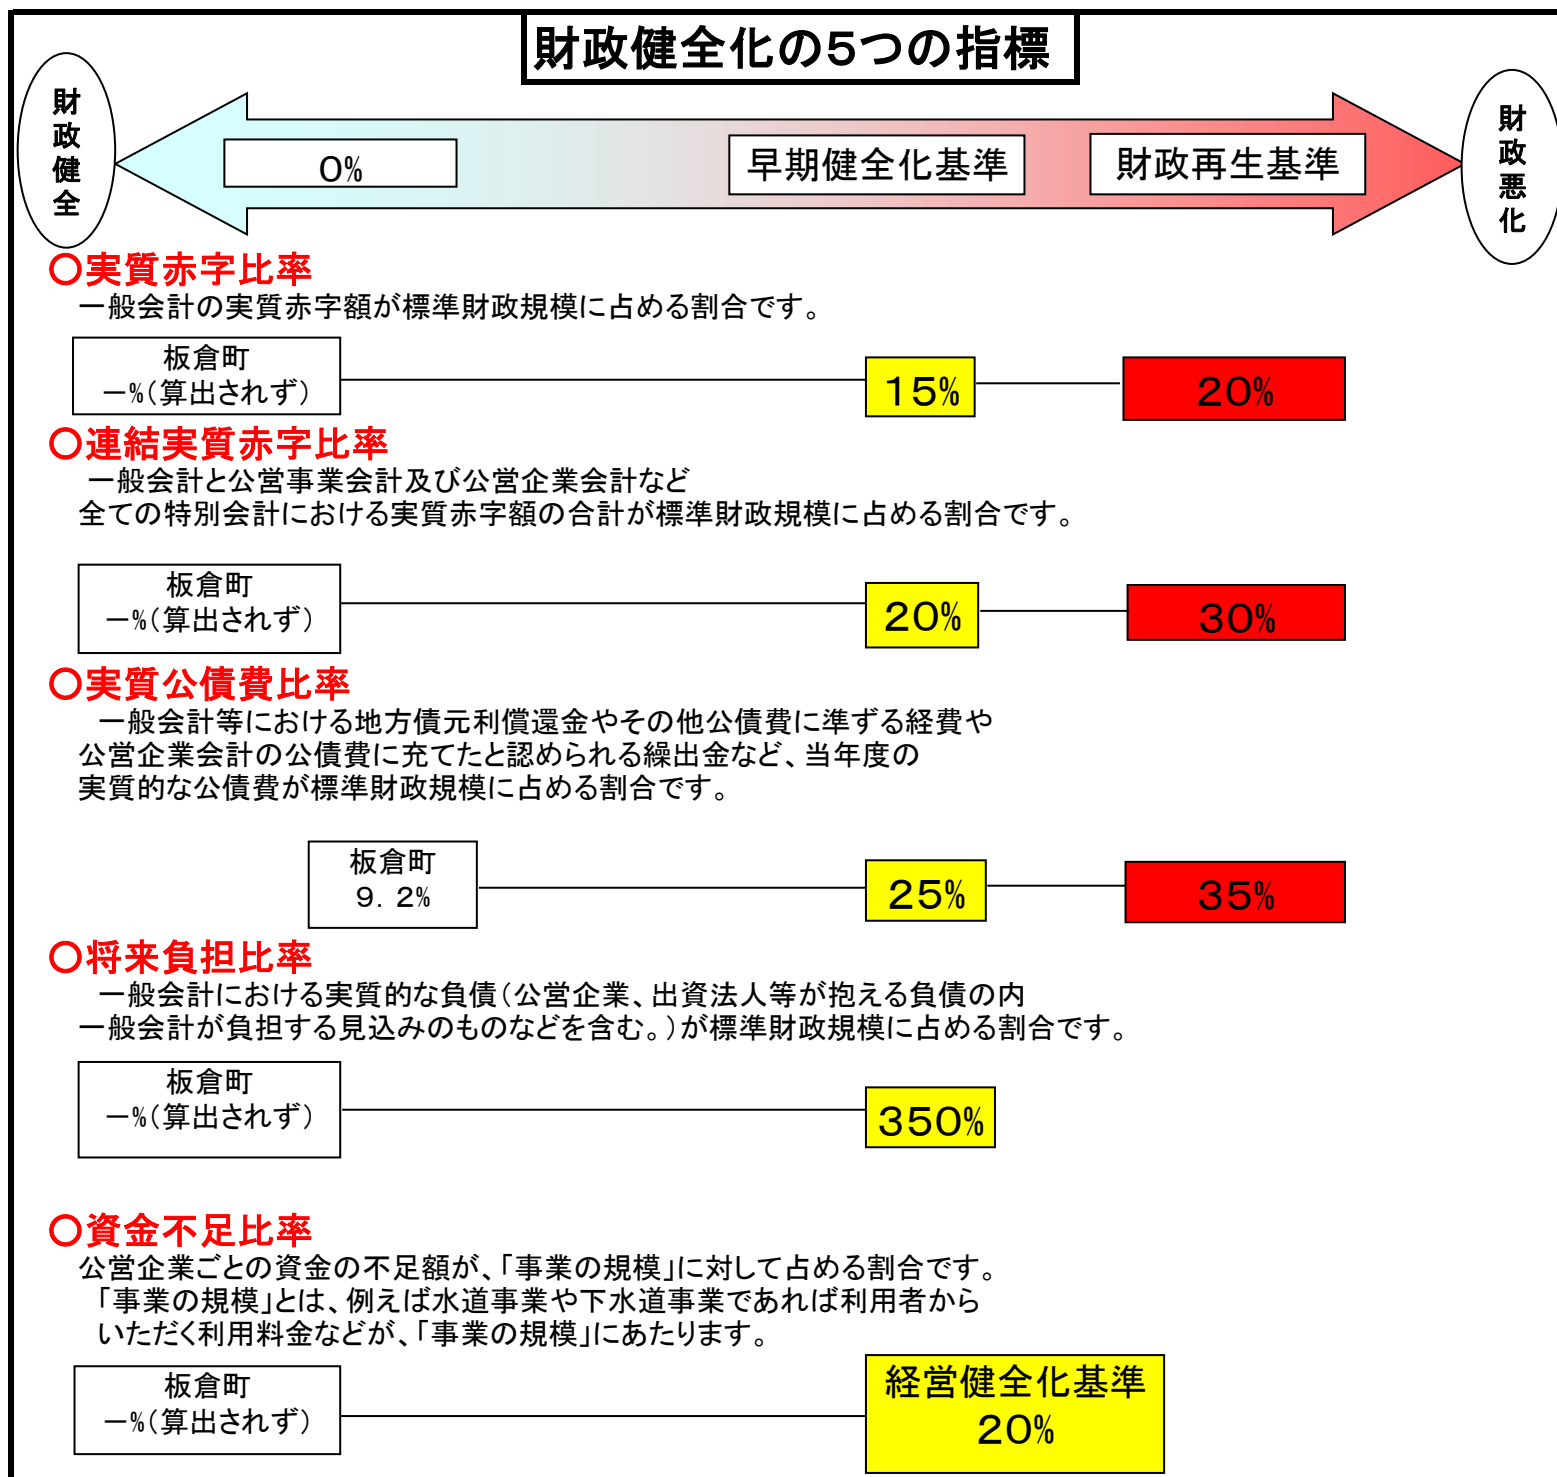 財政健全化の5つの指標
財政健全
0%
早期健全化基準
財政再生基準
財政悪化
○実質赤字比率
一般会計の実質赤字額が標準財政規模に占める割合です。
板倉町
－%（算出されず）
15%
20%
○連結実質赤字比率
一般会計と公営事業会計及び公営企業会計など
全ての特別会計における実質赤字額の合計が標準財政規模に占める割合です。
板倉町
－%（算出されず）
20%
30%
○実質公債費比率
一般会計等における地方債元利償還金やその他公債費に準ずる経費や
公営企業会計の公債費に充てたと認められる繰出金など、当年度の
実質的な公債費が標準財政規模に占める割合です。
板倉町
９．２%
25%
35%
○将来負担比率
一般会計における実質的な負債（公営企業、出資法人等が抱える負債の内
一般会計が負担する見込みのものなどを含む。）が標準財政規模に占める割合です。
板倉町
－%（算出されず）
350%
○資金不足比率
公営企業ごとの資金の不足額が、「事業の規模」に対して占める割合です。
「事業の規模」とは、例えば水道事業や下水道事業であれば利用者から
いただく利用料金などが、「事業の規模」にあたります。
板倉町
－%（算出されず）
経営健全化基準
20%